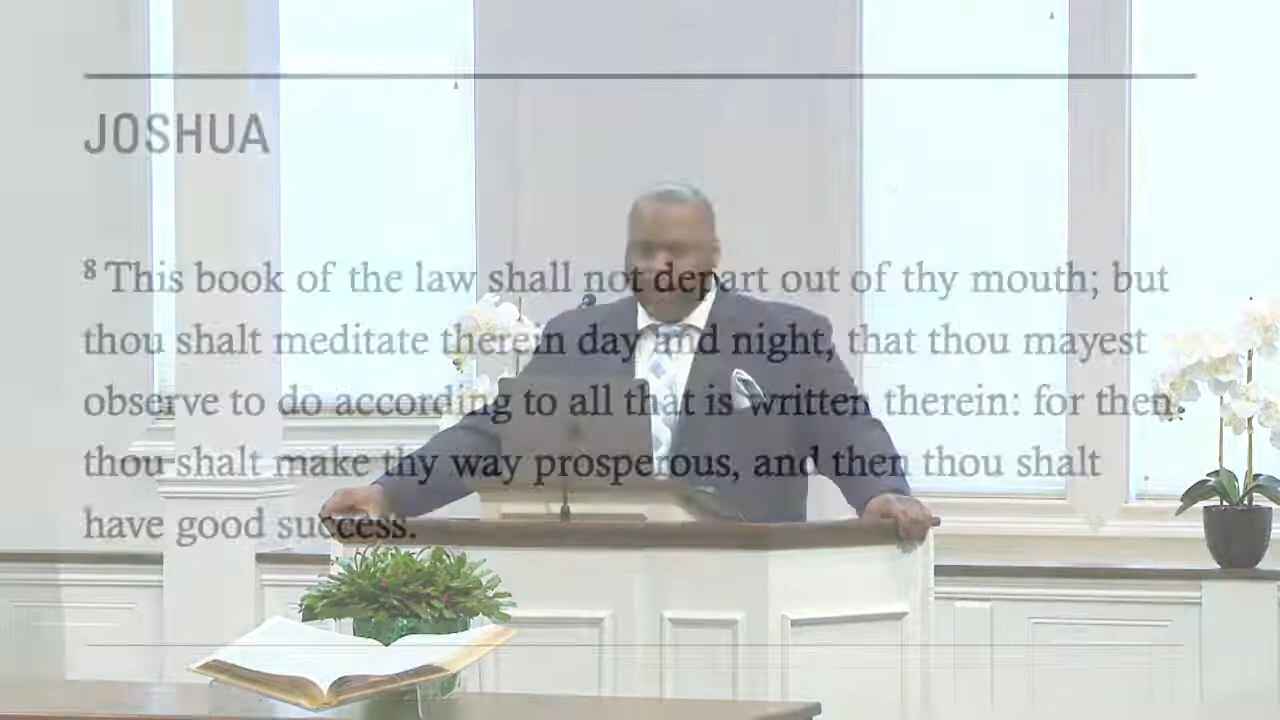 JOSHUA
8 This book of the law shall not depart out of thy mouth; but
thou shalt meditate therein day and night, that thou mayest
observe to do according to all that is written therein: for then
thou shalt make thy way prosperous, and then thou shalt
have good success.